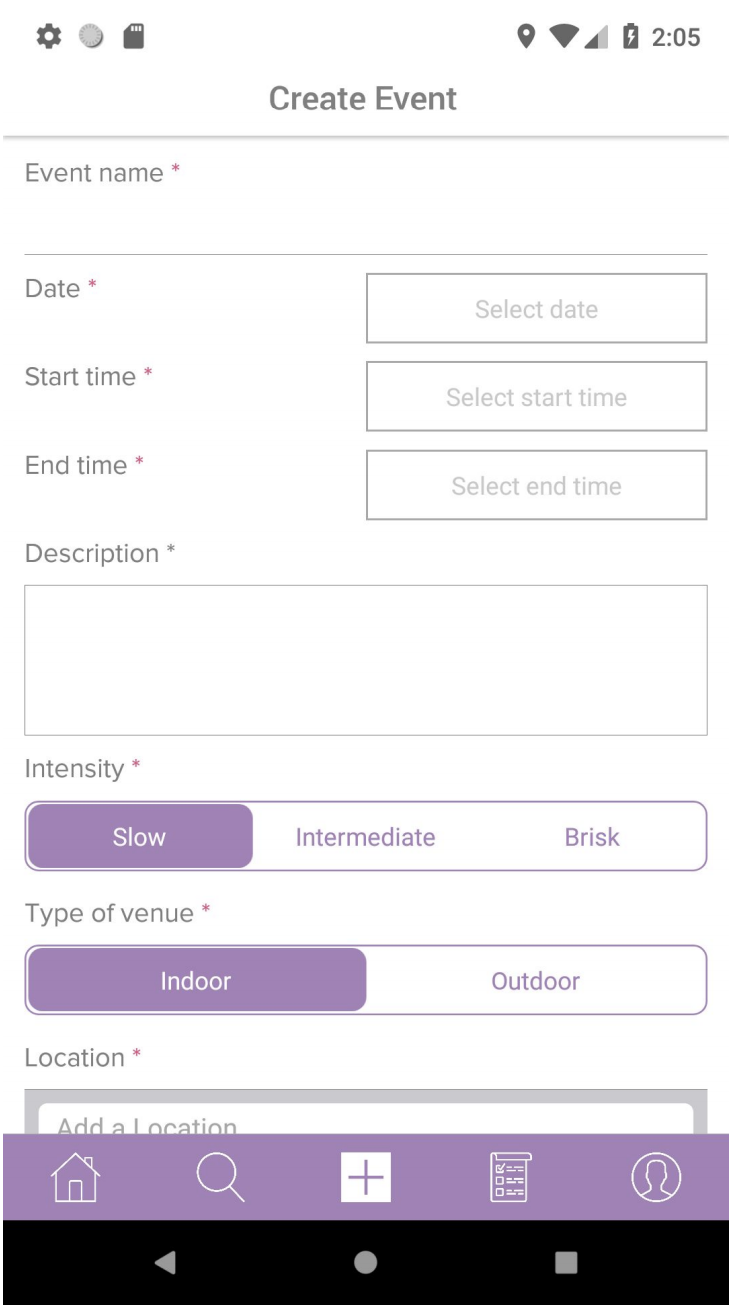 2:05
Create Event
Event name *
Date *
Select date
Start time *
Select start time
End time *
Select end time
Description *
Intensity *
Slow Intermediate Brisk
Type of venue *
Indoor Outdoor
Location *
Add a Location